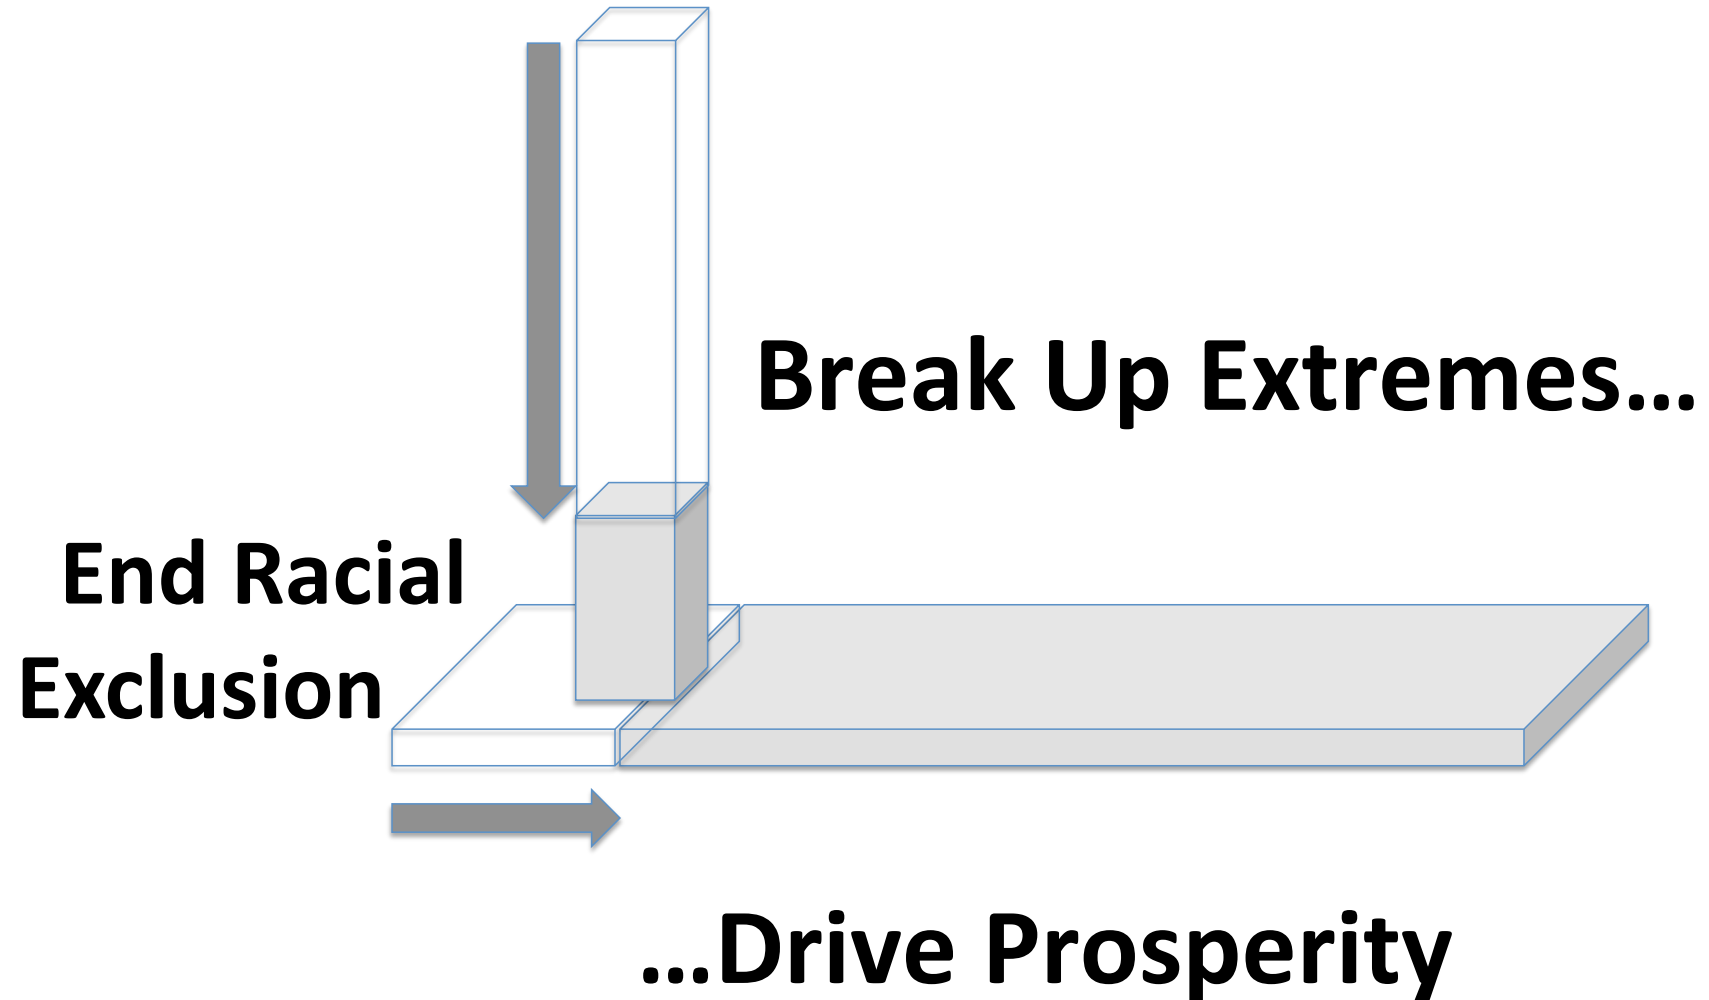 Break Up Extremes...
End Racial
Exclusion
...Drive Prosperity